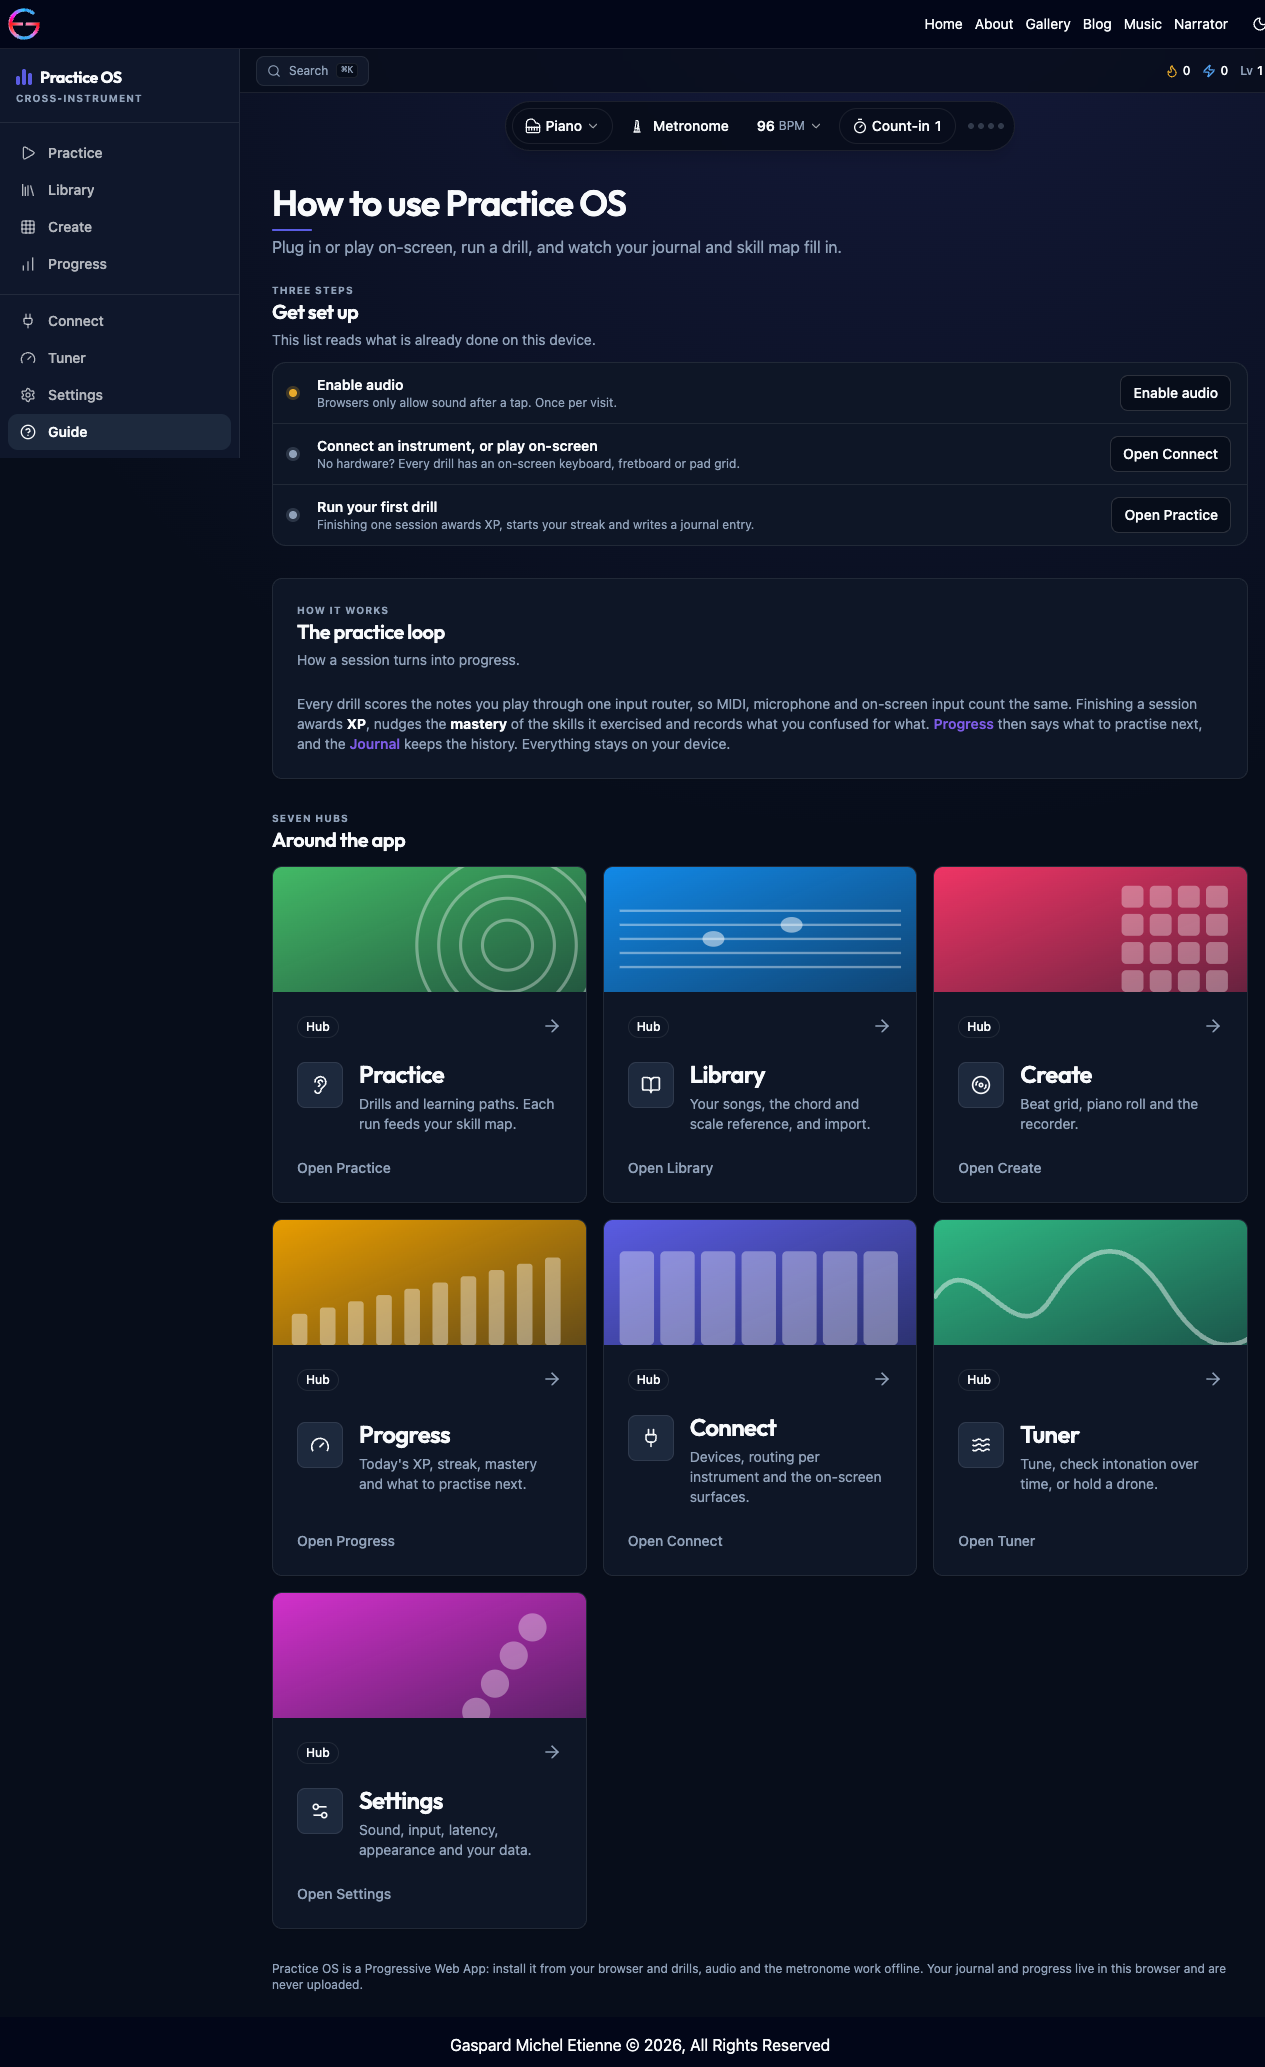 Home About Gallery Blog Music Narrator
Practice OS
CROSS-INSTRUMENT
Search ⌘K
0 0 Lv 1
Piano Metronome 96 BPM Count-in 1
Practice
Library
Create
Progress
Connect
Tuner
Settings
Guide
How to use Practice OS
Plug in or play on-screen, run a drill, and watch your journal and skill map fill in.
THREE STEPS
Get set up
This list reads what is already done on this device.
Enable audio
Browsers only allow sound after a tap. Once per visit.
Enable audio
Connect an instrument, or play on-screen
No hardware? Every drill has an on-screen keyboard, fretboard or pad grid.
Open Connect
Run your first drill
Finishing one session awards XP, starts your streak and writes a journal entry.
Open Practice
HOW IT WORKS
The practice loop
How a session turns into progress.
Every drill scores the notes you play through one input router, so MIDI, microphone and on-screen input count the same. Finishing a session
awards XP, nudges the mastery of the skills it exercised and records what you confused for what. Progress then says what to practise next,
and the Journal keeps the history. Everything stays on your device.
SEVEN HUBS
Around the app
Hub
Practice
Drills and learning paths. Each
run feeds your skill map.
Open Practice
Hub
Library
Your songs, the chord and
scale reference, and import.
Open Library
Hub
Create
Beat grid, piano roll and the
recorder.
Open Create
Hub
Progress
Today's XP, streak, mastery
and what to practise next.
Open Progress
Hub
Connect
Devices, routing per
instrument and the on-screen
surfaces.
Open Connect
Hub
Tuner
Tune, check intonation over
time, or hold a drone.
Open Tuner
Hub
Settings
Sound, input, latency,
appearance and your data.
Open Settings
Practice OS is a Progressive Web App: install it from your browser and drills, audio and the metronome work offline. Your journal and progress live in this browser and are
never uploaded.
Gaspard Michel Etienne © 2026, All Rights Reserved